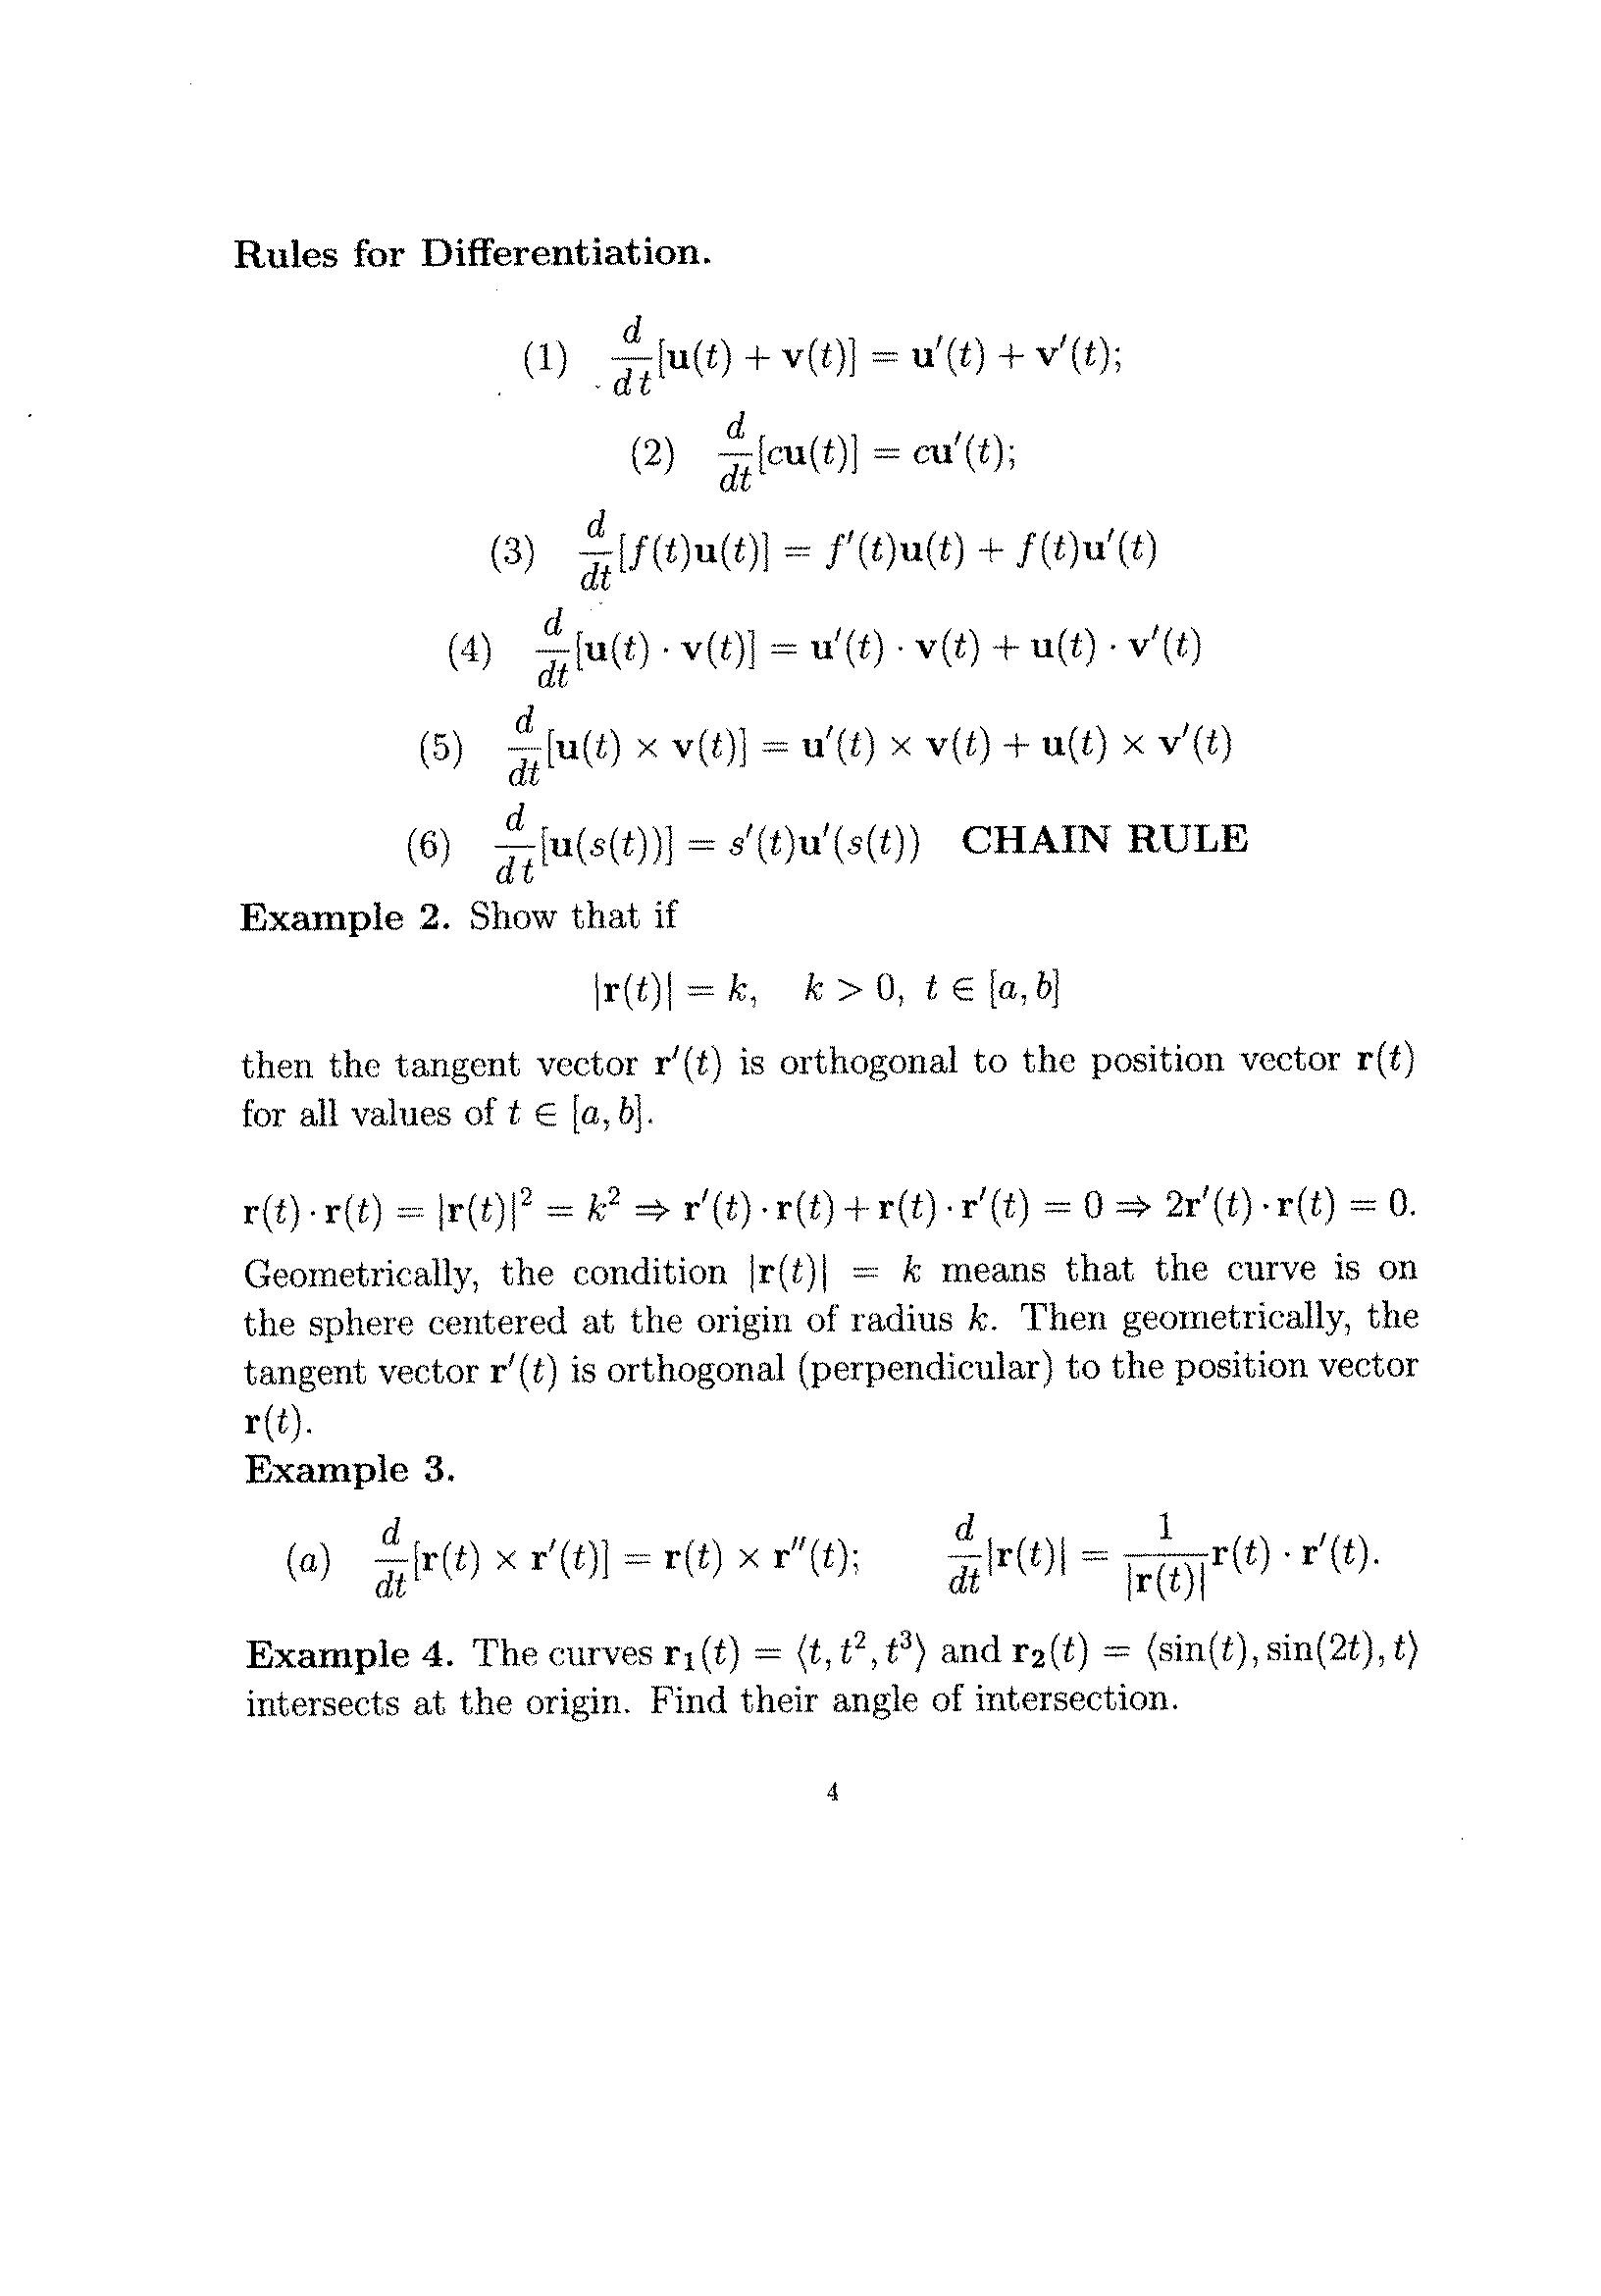 Rules for Differentiation.
(1) d/dt[u(t) + v(t)] = u′(t) + v′(t);
(2) d/dt[cu(t)] = cu′(t);
(3) d/dt[f(t)u(t)] = f′(t)u(t) + f(t)u′(t)
(4) d/dt[u(t) · v(t)] = u′(t) · v(t) + u(t) · v′(t)
(5) d/dt[u(t) × v(t)] = u′(t) × v(t) + u(t) × v′(t)
(6) d/dt[u(s(t))] = s′(t)u′(s(t)) CHAIN RULE
Example 2. Show that if
|r(t)| = k, k > 0, t ∈ [a, b]
then the tangent vector r′(t) is orthogonal to the position vector r(t)
for all values of t ∈ [a, b].
r(t) · r(t) = |r(t)|² = k² ⇒ r′(t) · r(t) + r(t) · r′(t) = 0 ⇒ 2r′(t) · r(t) = 0.
Geometrically, the condition |r(t)| = k means that the curve is on
the sphere centered at the origin of radius k. Then geometrically, the
tangent vector r′(t) is orthogonal (perpendicular) to the position vector
r(t).
Example 3.
(a) d/dt[r(t) × r′(t)] = r(t) × r″(t); d/dt|r(t)| = 1/|r(t)| r(t) · r′(t).
Example 4. The curves r₁(t) = ⟨t, t², t³⟩ and r₂(t) = ⟨sin(t), sin(2t), t⟩
intersects at the origin. Find their angle of intersection.
4